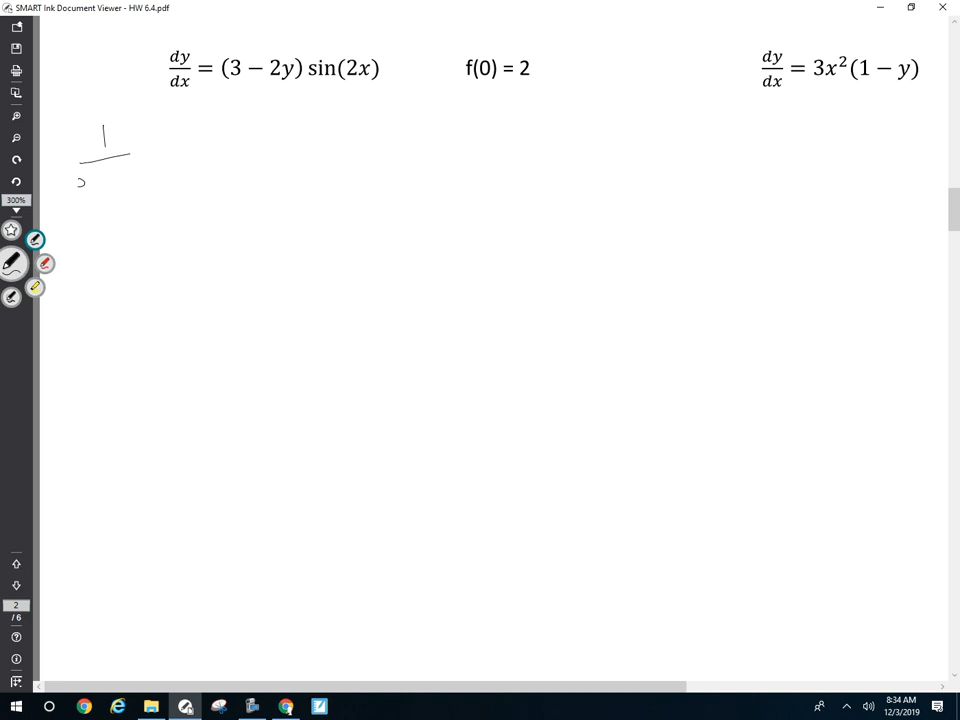 SMART Ink Document Viewer - HW 6.4.pdf
dy/dx = (3 − 2y) sin(2x) f(0) = 2 dy/dx = 3x²(1 − y)
1
300%
2
/ 6
8:34 AM
12/3/2019